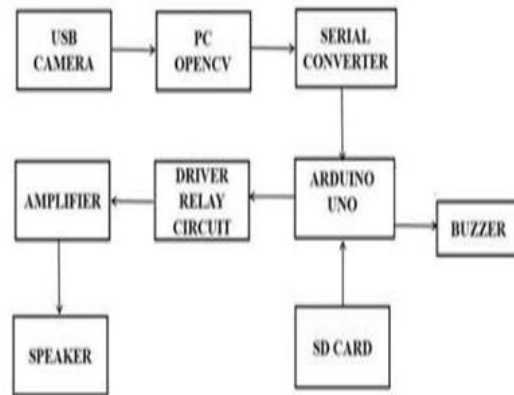 USB
CAMERA
PC
OPENCV
SERIAL
CONVERTER
AMPLIFIER
DRIVER
RELAY
CIRCUIT
ARDUINO
UNO
BUZZER
SPEAKER
SD CARD